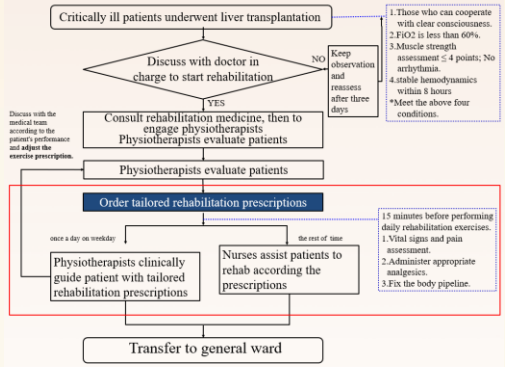 Critically ill patients underwent liver transplantation
1.Those who can cooperate
with clear consciousness.
2.FiO2 is less than 60%.
3.Muscle strength
assessment ≤ 4 points; No
arrhythmia.
4.stable hemodynamics
within 8 hours
*Meet the above four
conditions.
Discuss with doctor in
charge to start rehabilitation
NO
Keep
observation
and
reassess
after three
days
YES
Consult rehabilitation medicine, then to
engage physiotherapists
Physiotherapists evaluate patients
Discuss with the
medical team
according to the
patient's performance
and adjust the
exercise prescription.
Physiotherapists evaluate patients
Order tailored rehabilitation prescriptions
15 minutes before performing
daily rehabilitation exercises.
1.Vital signs and pain
assessment.
2.Administer appropriate
analgesics.
3.Fix the body pipeline.
once a day on weekday
the rest of time
Physiotherapists clinically
guide patient with tailored
rehabilitation prescriptions
Nurses assist patients to
rehab according the
prescriptions
Transfer to general ward